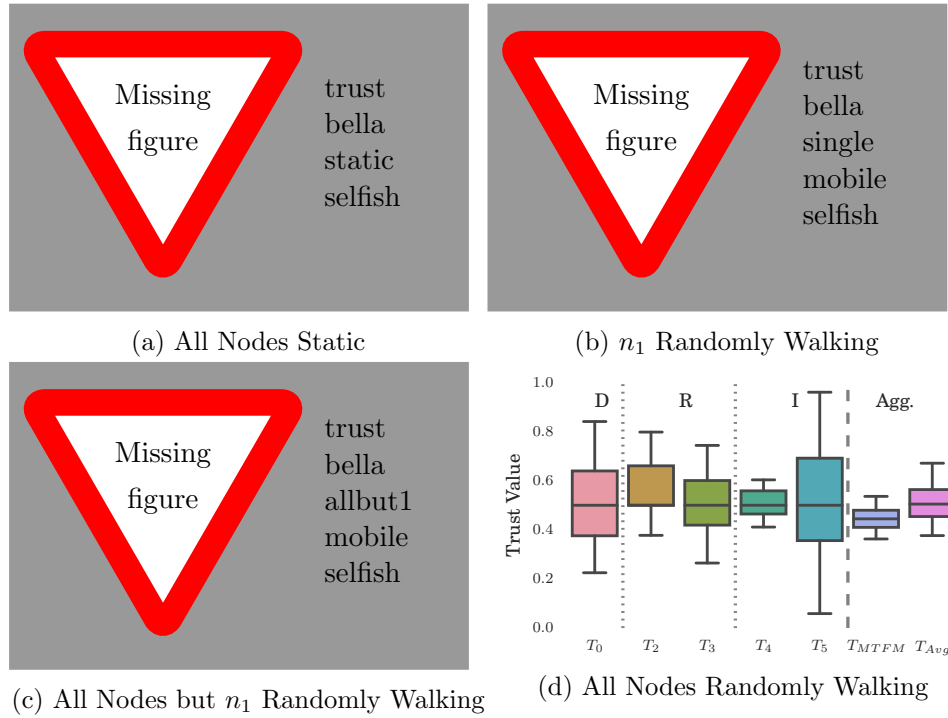 Missing
figure
trust
bella
static
selfish
(a) All Nodes Static
Missing
figure
trust
bella
single
mobile
selfish
(b) n₁ Randomly Walking
Missing
figure
trust
bella
allbut1
mobile
selfish
(c) All Nodes but n₁ Randomly Walking
Trust Value
1.0
0.8
0.6
0.4
0.2
0.0
D R I Agg.
T₀ T₂ T₃ T₄ T₅ T_MTFM T_Avg
(d) All Nodes Randomly Walking